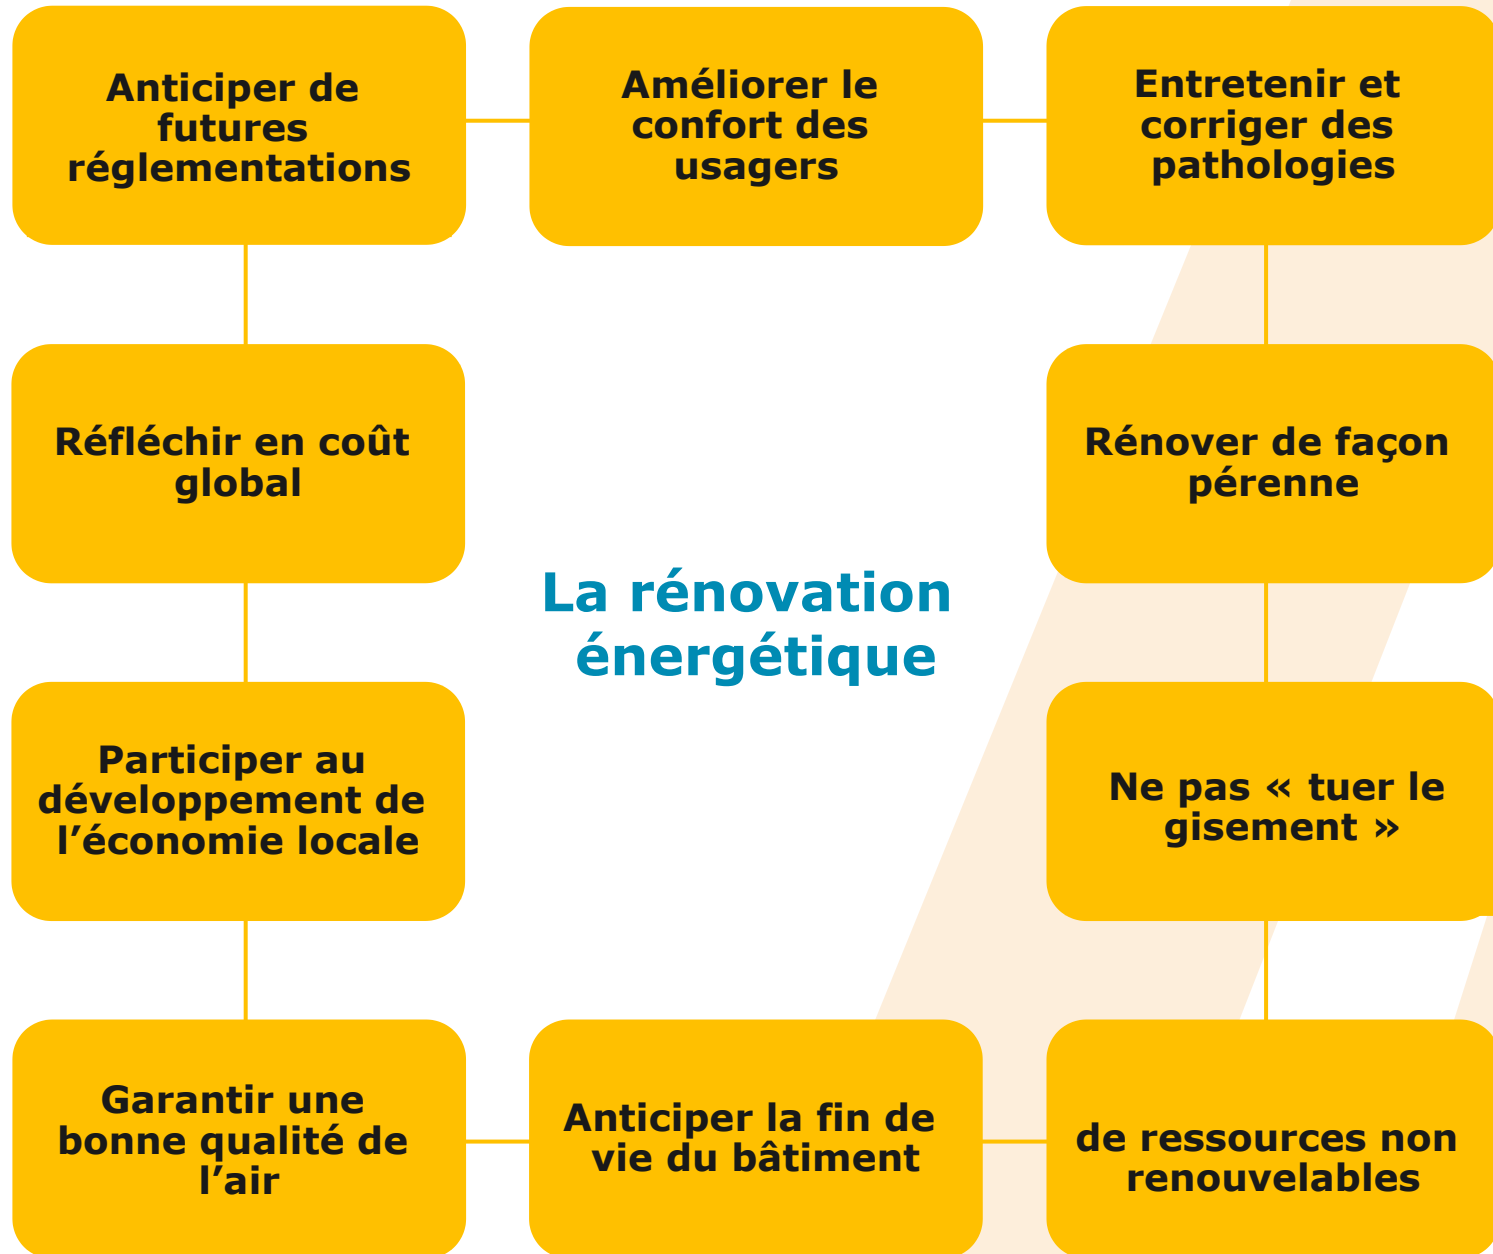 Anticiper de
futures
réglementations
Améliorer le
confort des
usagers
Entretenir et
corriger des
pathologies
Réfléchir en coût
global
Rénover de façon
pérenne
La rénovation
énergétique
Participer au
développement de
l’économie locale
Ne pas « tuer le
gisement »
Garantir une
bonne qualité de
l’air
Anticiper la fin de
vie du bâtiment
de ressources non
renouvelables